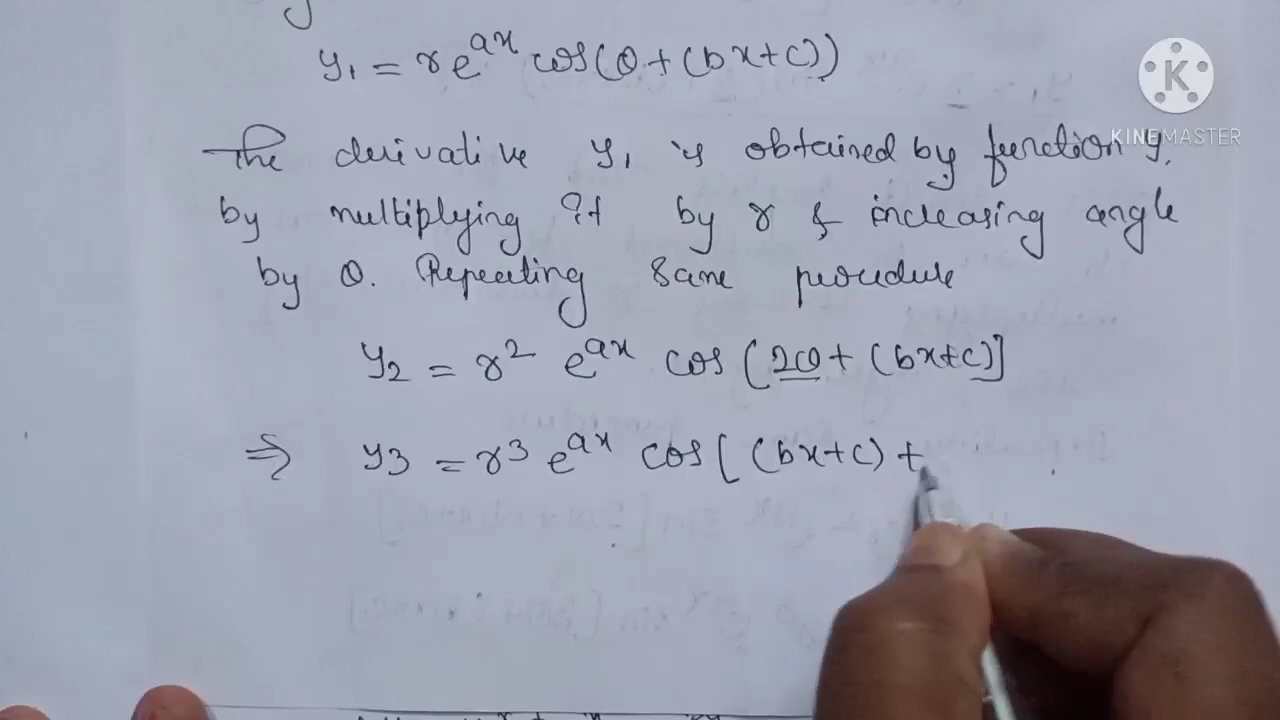 y₁ = r e^{ax} cos(θ + (bx+c))
KINEMASTER
The derivative y₁ is obtained by function y.
by multiplying it by r & increasing angle
by θ. Repeating same procedure
y₂ = r² e^{ax} cos(2θ + (bx+c)]
⇒ y₃ = r³ e^{ax} cos[(bx+c) +